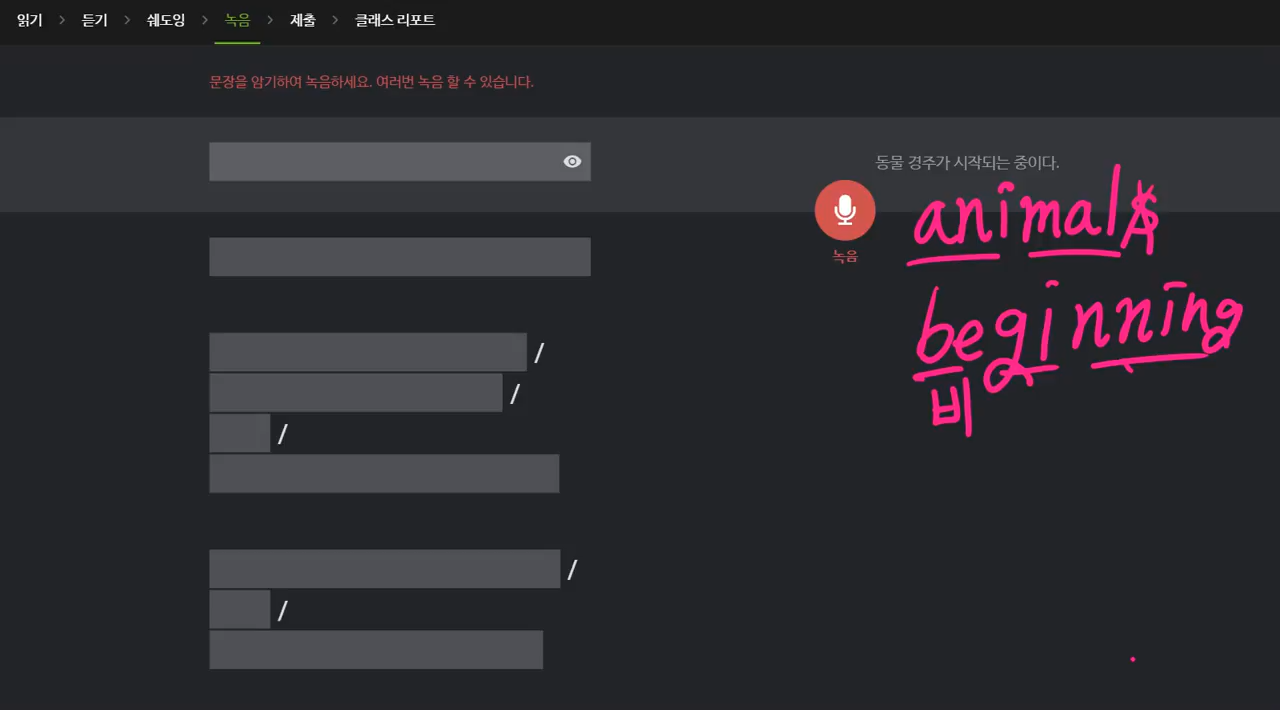 읽기 > 듣기 > 쉐도잉 > 녹음 > 제출 > 클래스 리포트
문장을 암기하여 녹음하세요. 여러번 녹음 할 수 있습니다.
동물 경주가 시작되는 중이다.
animal
녹음
beginning
비
/
/
/
/
/